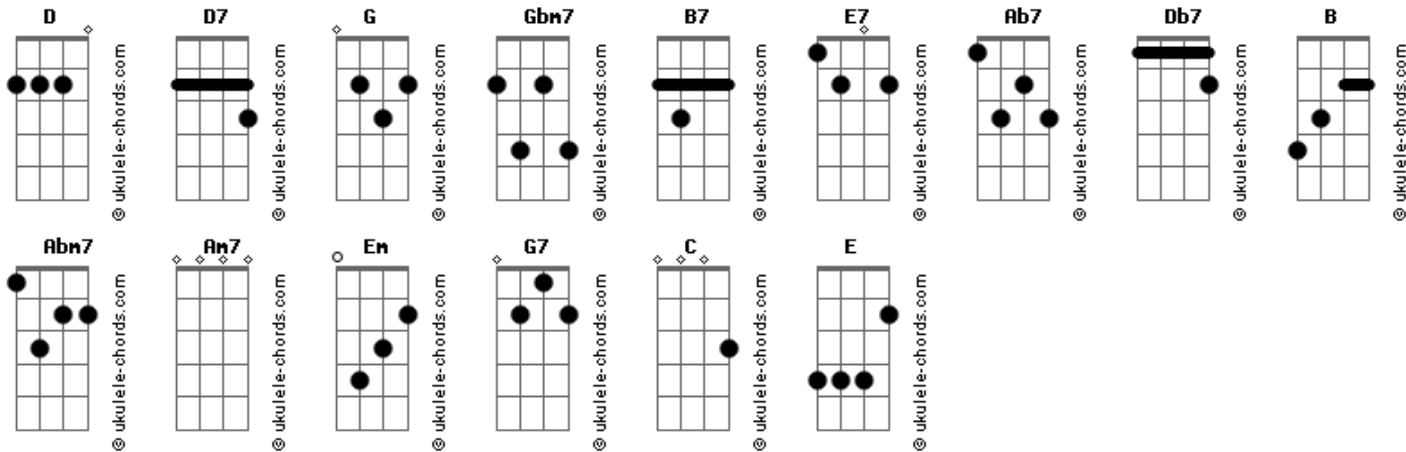 D D7 G Gbm7 B7 E7 Ab7 Db7 B
© ukulele-chords.com © ukulele-chords.com © ukulele-chords.com © ukulele-chords.com © ukulele-chords.com © ukulele-chords.com © ukulele-chords.com © ukulele-chords.com © ukulele-chords.com
Abm7 Am7 Em G7 C E
© ukulele-chords.com © ukulele-chords.com © ukulele-chords.com © ukulele-chords.com © ukulele-chords.com © ukulele-chords.com